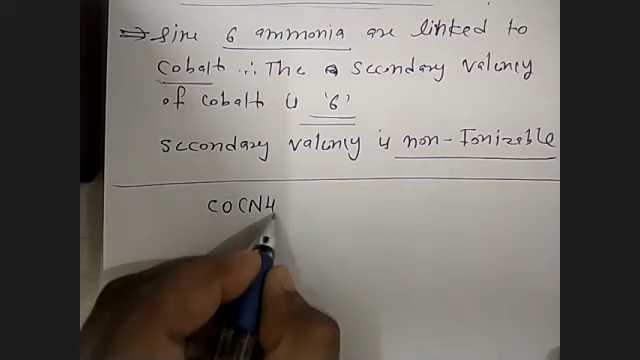 ⇒ Sine 6 ammonia are linked to
Cobalt ∴ The secondary valency
of cobalt is '6'
secondary valency is non-Ionizable
COCN4